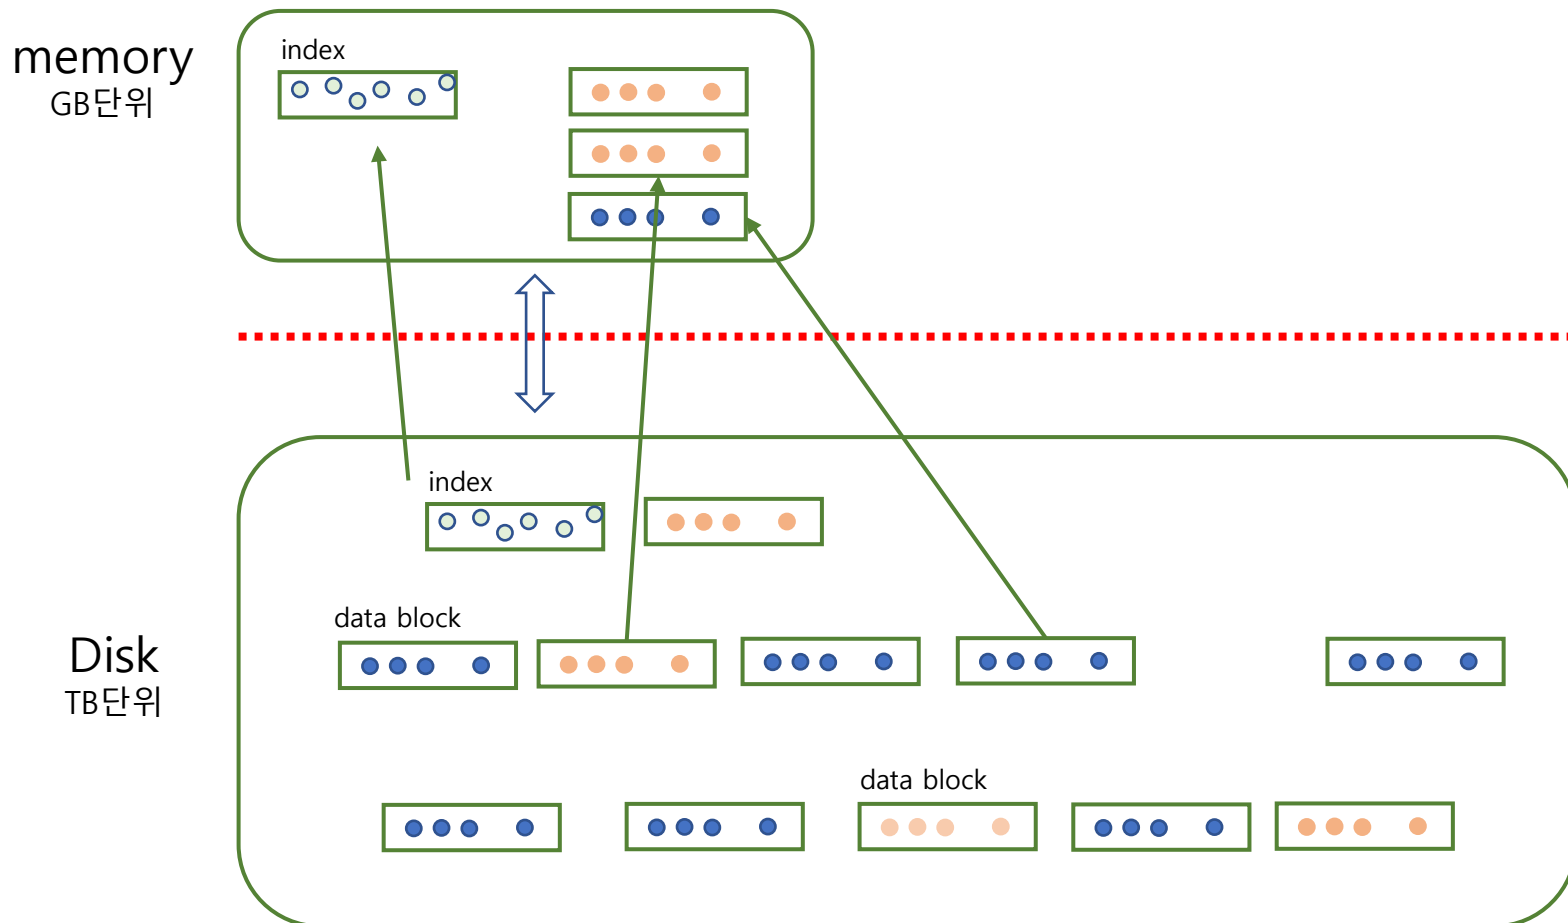 memory
GB단위
index
index
data block
Disk
TB단위
data block